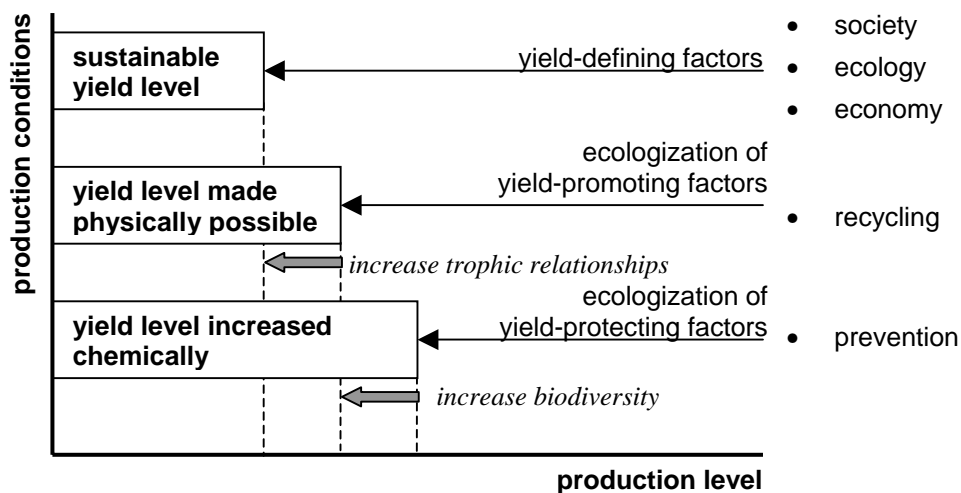 production conditions
sustainable
yield level
yield-defining factors
• society
• ecology
• economy
yield level made
physically possible
ecologization of
yield-promoting factors
• recycling
increase trophic relationships
yield level increased
chemically
ecologization of
yield-protecting factors
• prevention
increase biodiversity
production level